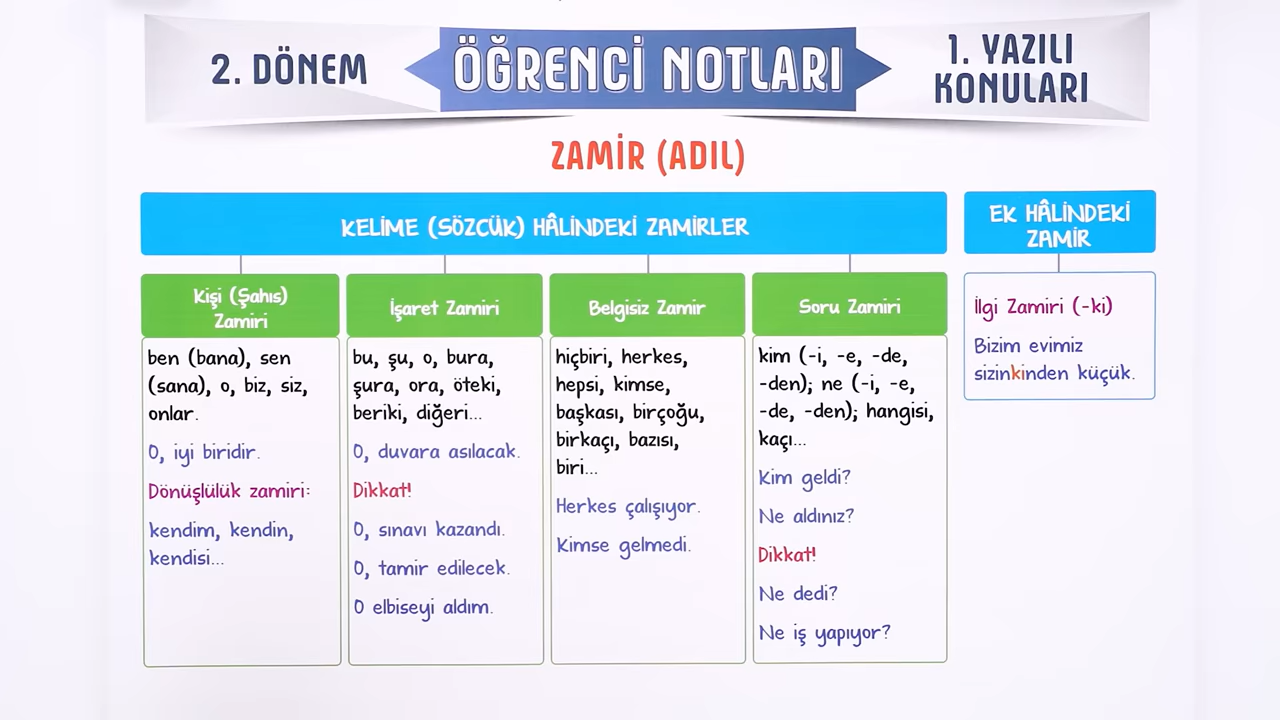 2. DÖNEM
ÖĞRENCİ NOTLARI
1. YAZILI
KONULARI
ZAMİR (ADIL)
KELİME (SÖZCÜK) HÂLİNDEKİ ZAMİRLER
Kişi (Şahıs)
Zamiri
ben (bana), sen
(sana), o, biz, siz,
onlar.
O, iyi biridir.
Dönüşlülük zamiri:
kendim, kendin,
kendisi...
İşaret Zamiri
bu, şu, o, bura,
şura, ora, öteki,
beriki, diğeri...
O, duvara asılacak.
Dikkat!
O, sınavı kazandı.
O, tamir edilecek.
O elbiseyi aldım.
Belgisiz Zamir
hiçbiri, herkes,
hepsi, kimse,
başkası, birçoğu,
birkaçı, bazısı,
biri...
Herkes çalışıyor.
Kimse gelmedi.
Soru Zamiri
kim (-i, -e, -de,
-den); ne (-i, -e,
-de, -den); hangisi,
kaçı...
Kim geldi?
Ne aldınız?
Dikkat!
Ne dedi?
Ne iş yapıyor?
EK HÂLİNDEKİ
ZAMİR
İlgi Zamiri (-ki)
Bizim evimiz
sizinkinden küçük.